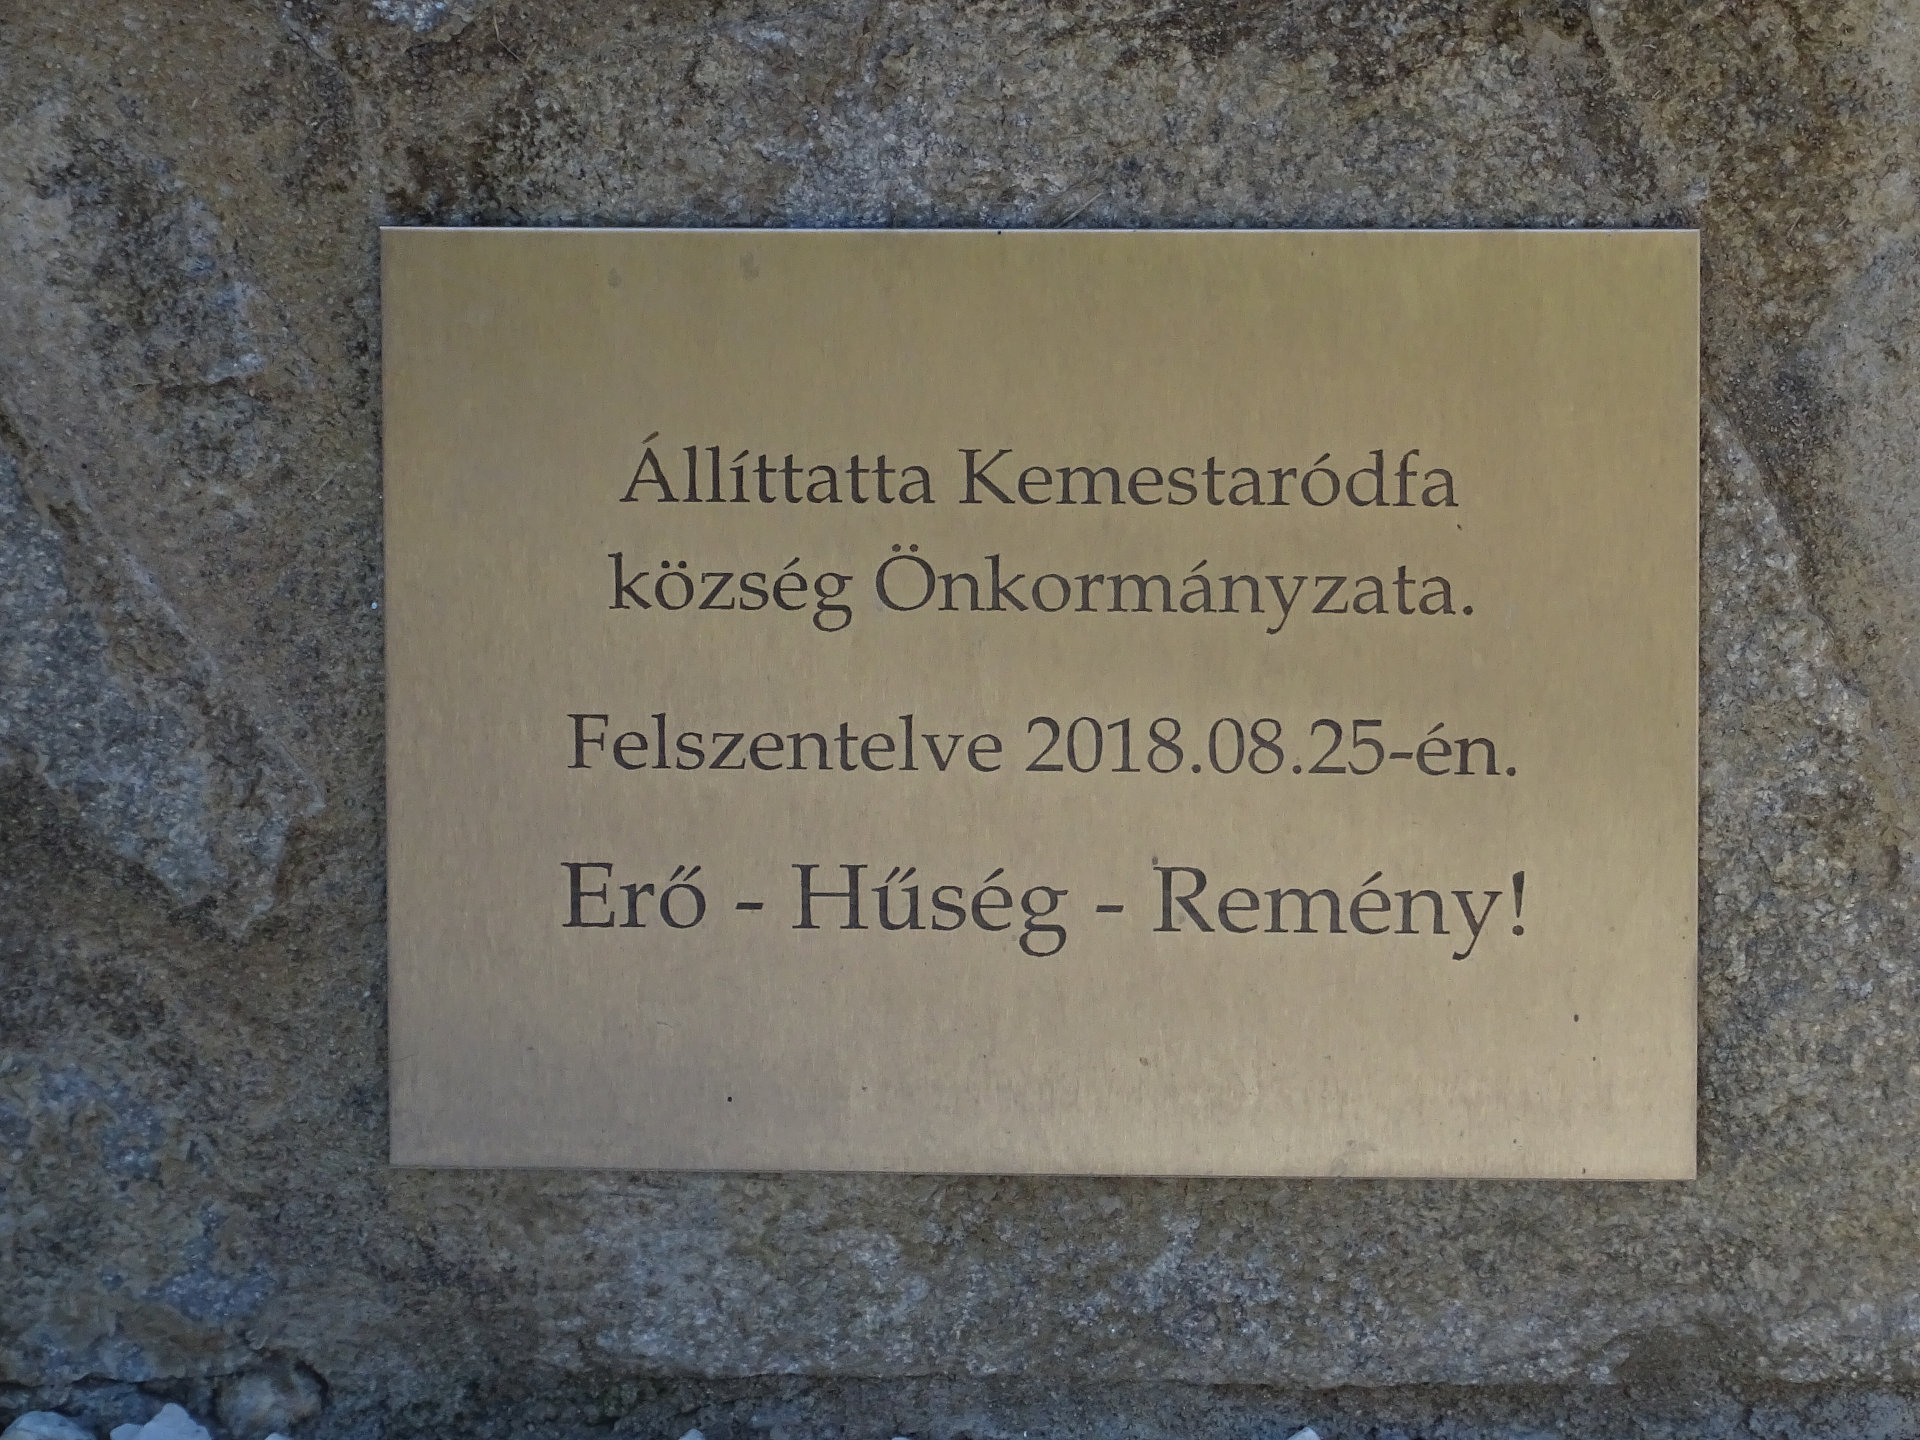 Állíttatta Kemestaródfa
község Önkormányzata.
Felszentelve 2018.08.25-én.
Erő - Hűség - Remény!